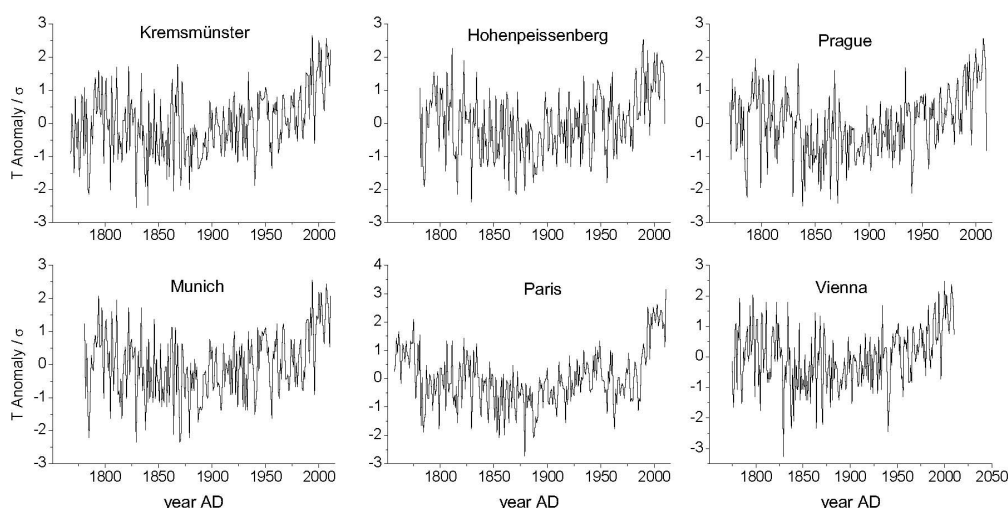 Kremsmünster
T Anomaly / σ
3
2
1
0
-1
-2
-3
1800 1850 1900 1950 2000
Hohenpeissenberg
3
2
1
0
-1
-2
-3
1800 1850 1900 1950 2000
Prague
3
2
1
0
-1
-2
-3
1800 1850 1900 1950 2000
Munich
T Anomaly / σ
3
2
1
0
-1
-2
-3
1800 1850 1900 1950 2000
year AD
Paris
4
3
2
1
0
-1
-2
-3
1800 1850 1900 1950 2000
year AD
Vienna
3
2
1
0
-1
-2
-3
1800 1850 1900 1950 2000 2050
year AD